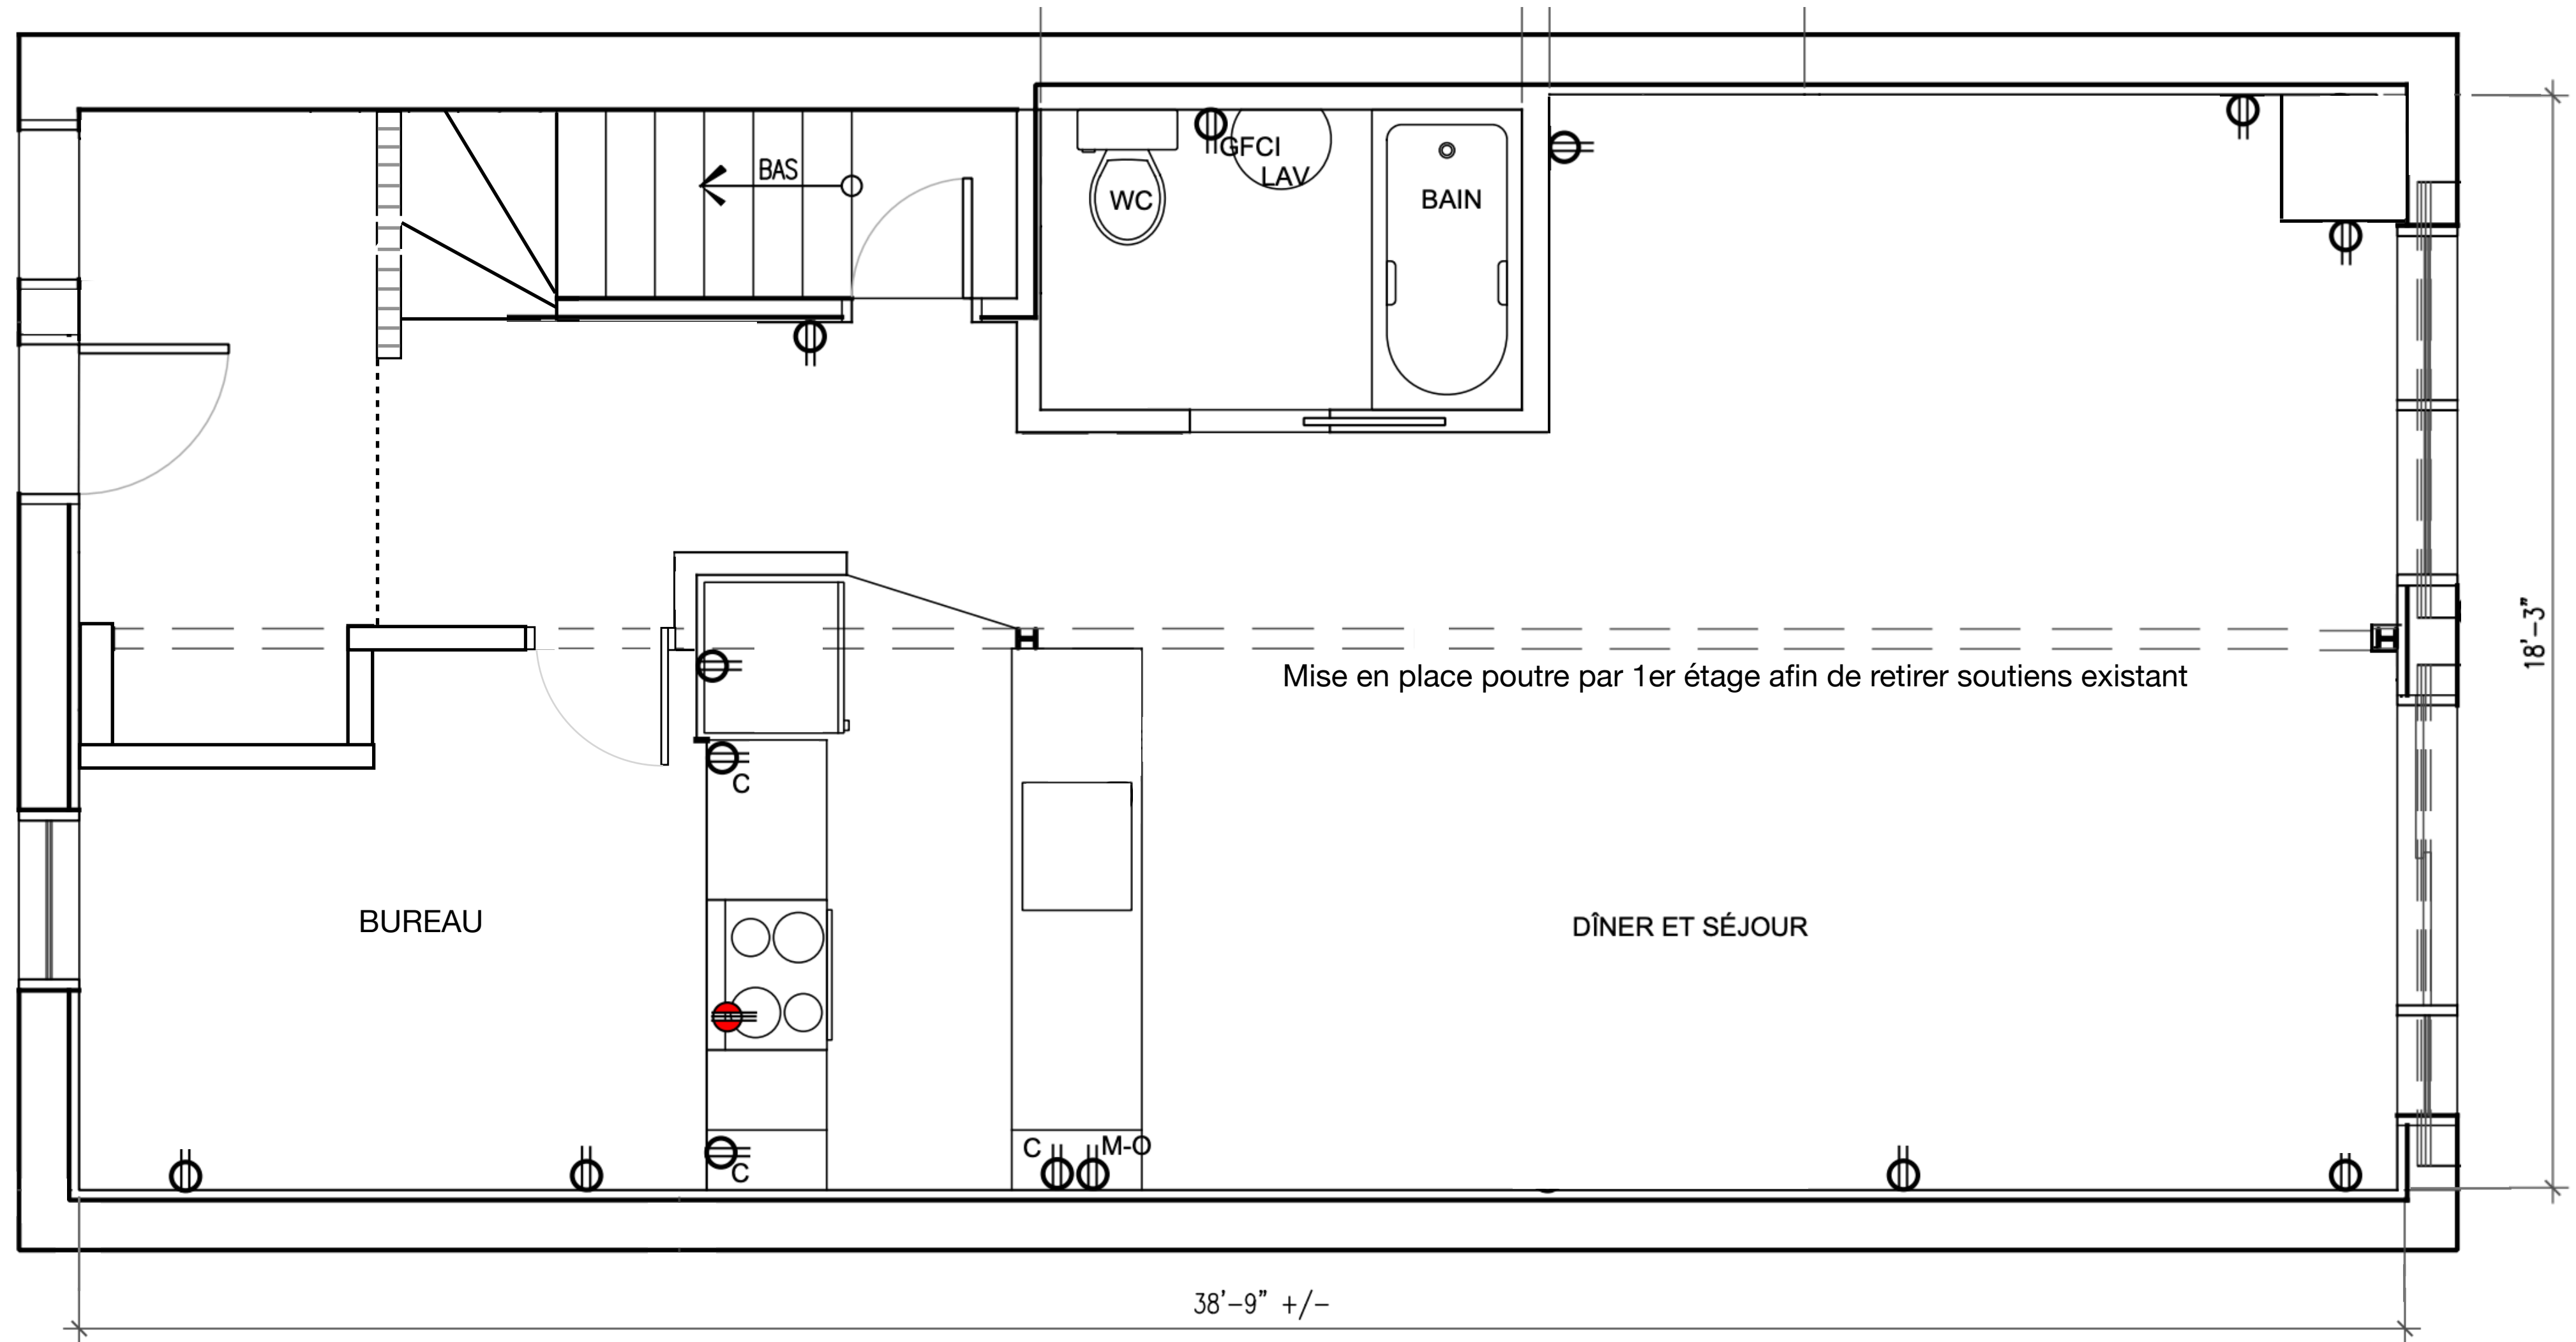 BAS
GFCI
LAV
WC
BAIN
18'-3"
Mise en place poutre par 1er étage afin de retirer soutiens existant
C
BUREAU
DÎNER ET SÉJOUR
C
M-O
C
38'-9" +/-